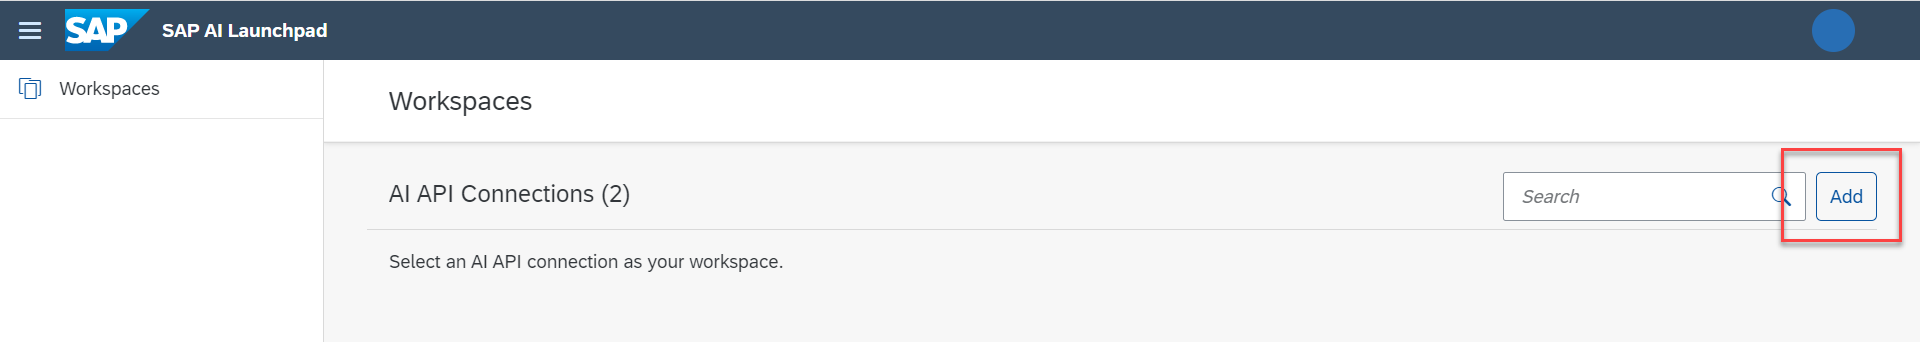 SAP SAP AI Launchpad
Workspaces
Workspaces
AI API Connections (2)
Search
Add
Select an AI API connection as your workspace.